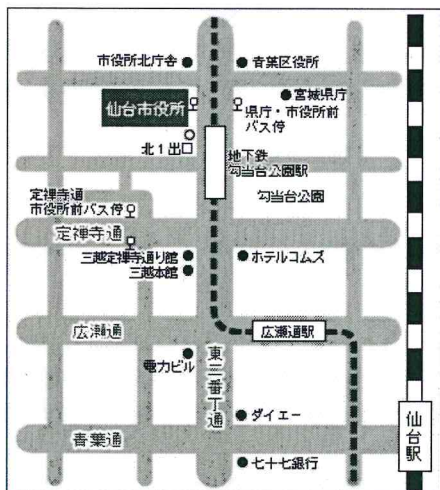 市役所北庁舎
青葉区役所
宮城県庁
仙台市役所
県庁・市役所前
バス停
北1出口
地下鉄
勾当台公園駅
定禅寺通
市役所前バス停
勾当台公園
定禅寺通
三越定禅寺通り館
ホテルコムズ
三越本館
広瀬通
広瀬通駅
電力ビル
東二番丁通
ダイエー
仙台駅
青葉通
七十七銀行